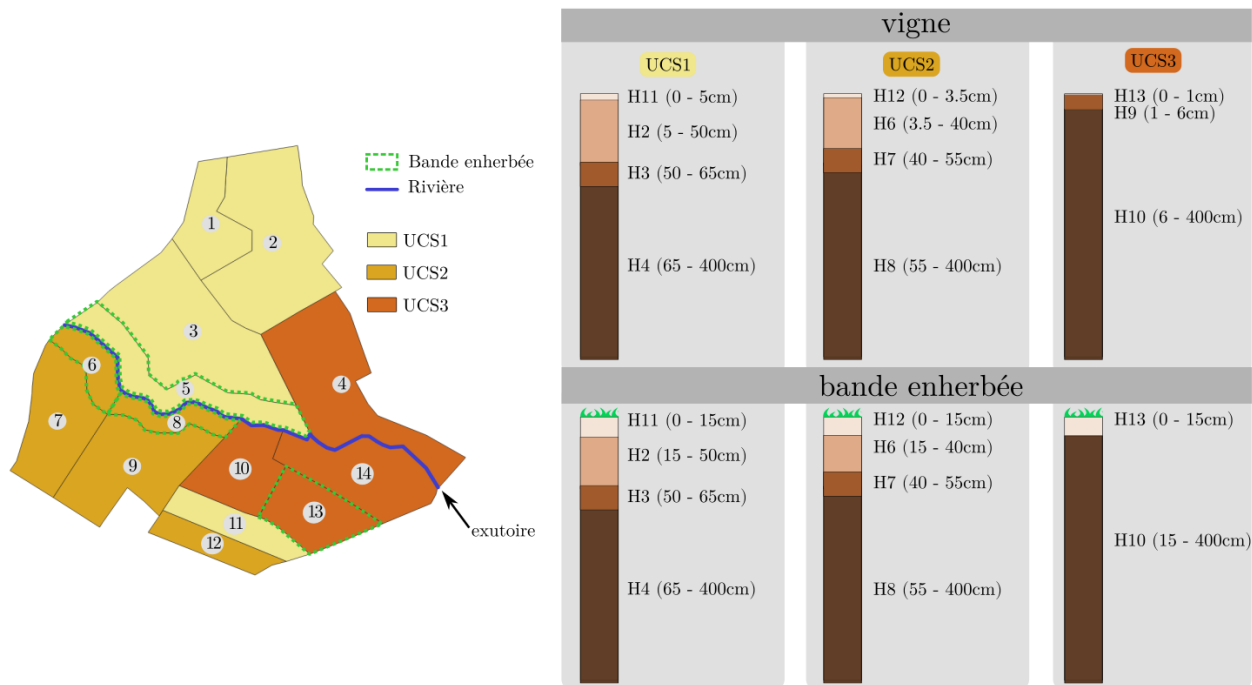 Bande enherbée
Rivière
UCS1
UCS2
UCS3
1
2
3
4
5
6
7
8
9
10
11
12
13
14
exutoire
vigne
UCS1
H11 (0 - 5cm)
H2 (5 - 50cm)
H3 (50 - 65cm)
H4 (65 - 400cm)
UCS2
H12 (0 - 3.5cm)
H6 (3.5 - 40cm)
H7 (40 - 55cm)
H8 (55 - 400cm)
UCS3
H13 (0 - 1cm)
H9 (1 - 6cm)
H10 (6 - 400cm)
bande enherbée
H11 (0 - 15cm)
H2 (15 - 50cm)
H3 (50 - 65cm)
H4 (65 - 400cm)
H12 (0 - 15cm)
H6 (15 - 40cm)
H7 (40 - 55cm)
H8 (55 - 400cm)
H13 (0 - 15cm)
H10 (15 - 400cm)